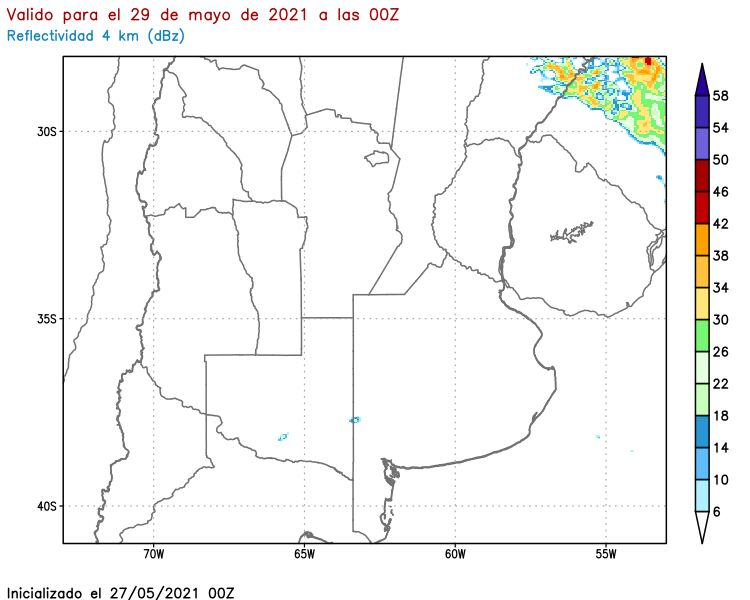 Valido para el 29 de mayo de 2021 a las 00Z
Reflectividad 4 km (dBz)
58
54
50
46
42
38
34
30
26
22
18
14
10
6
30S
35S
40S
70W
65W
60W
55W
Inicializado el 27/05/2021 00Z